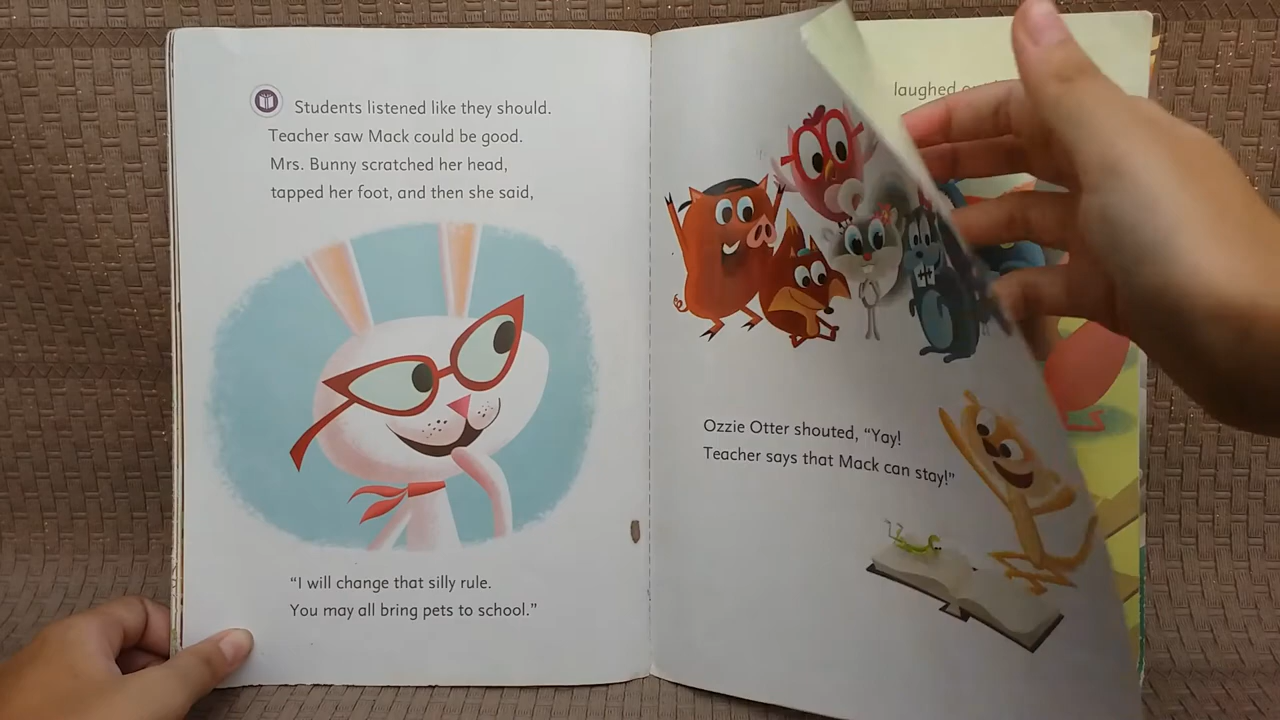 Students listened like they should.
Teacher saw Mack could be good.
Mrs. Bunny scratched her head,
tapped her foot, and then she said,
"I will change that silly rule.
You may all bring pets to school."
laughed
Ozzie Otter shouted, "Yay!
Teacher says that Mack can stay!"